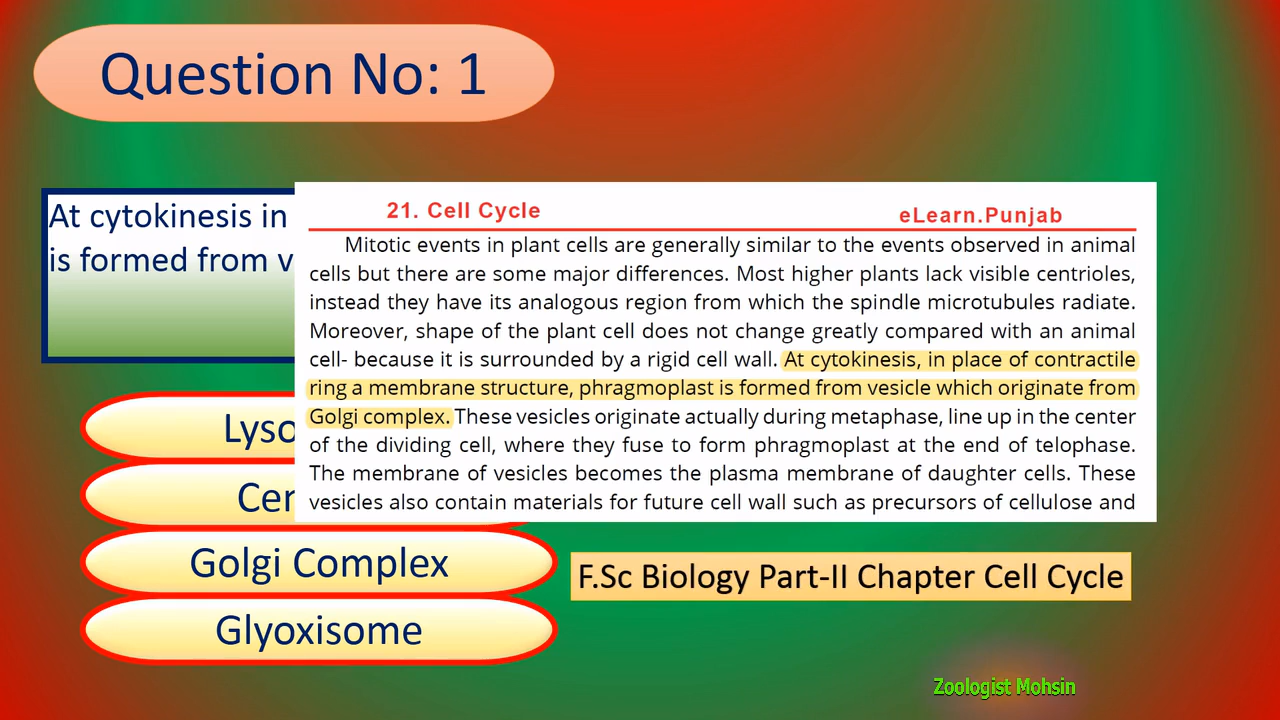 Question No: 1
At cytokinesis in
is formed from v
21. Cell Cycle
eLearn.Punjab
Mitotic events in plant cells are generally similar to the events observed in animal
cells but there are some major differences. Most higher plants lack visible centrioles,
instead they have its analogous region from which the spindle microtubules radiate.
Moreover, shape of the plant cell does not change greatly compared with an animal
cell- because it is surrounded by a rigid cell wall. At cytokinesis, in place of contractile
ring a membrane structure, phragmoplast is formed from vesicle which originate from
Golgi complex. These vesicles originate actually during metaphase, line up in the center
of the dividing cell, where they fuse to form phragmoplast at the end of telophase.
The membrane of vesicles becomes the plasma membrane of daughter cells. These
vesicles also contain materials for future cell wall such as precursors of cellulose and
Lyso
Cen
Golgi Complex
Glyoxisome
F.Sc Biology Part-II Chapter Cell Cycle
Zoologist Mohsin